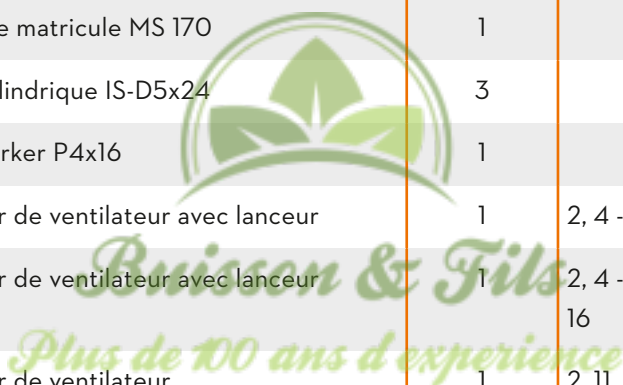 e matricule MS 170 1
lindrique IS-D5x24 3
rker P4x16 1
r de ventilateur avec lanceur 1 2, 4 -
r de ventilateur avec lanceur 1 2, 4 -
16
Buisson & Fils
Plus de 100 ans d'experience
r de ventilateur 1 2, 11